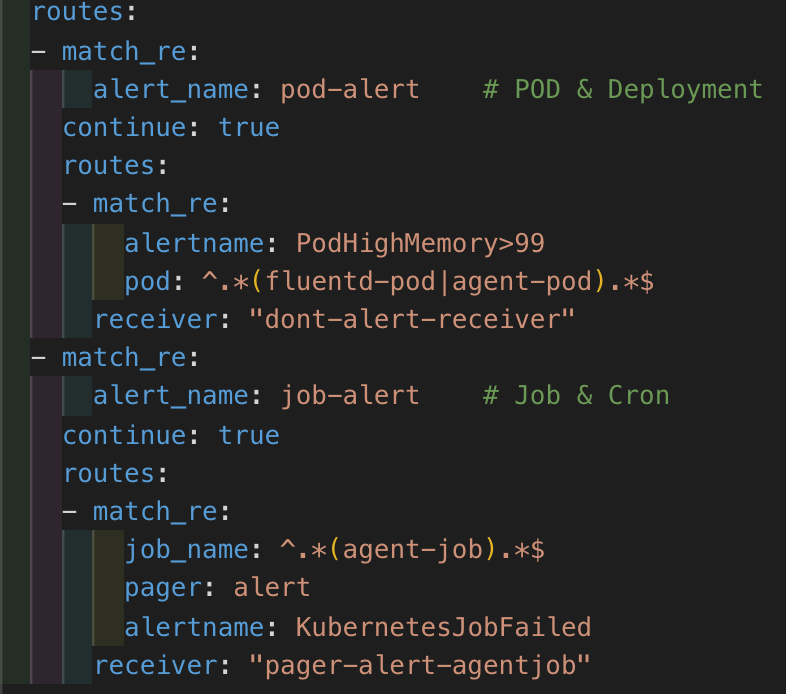 routes:
- match_re:
    alert_name: pod-alert    # POD & Deployment
  continue: true
  routes:
  - match_re:
      alertname: PodHighMemory>99
      pod: ^.*(fluentd-pod|agent-pod).*$
    receiver: "dont-alert-receiver"
- match_re:
    alert_name: job-alert    # Job & Cron
  continue: true
  routes:
  - match_re:
      job_name: ^.*(agent-job).*$
      pager: alert
      alertname: KubernetesJobFailed
    receiver: "pager-alert-agentjob"